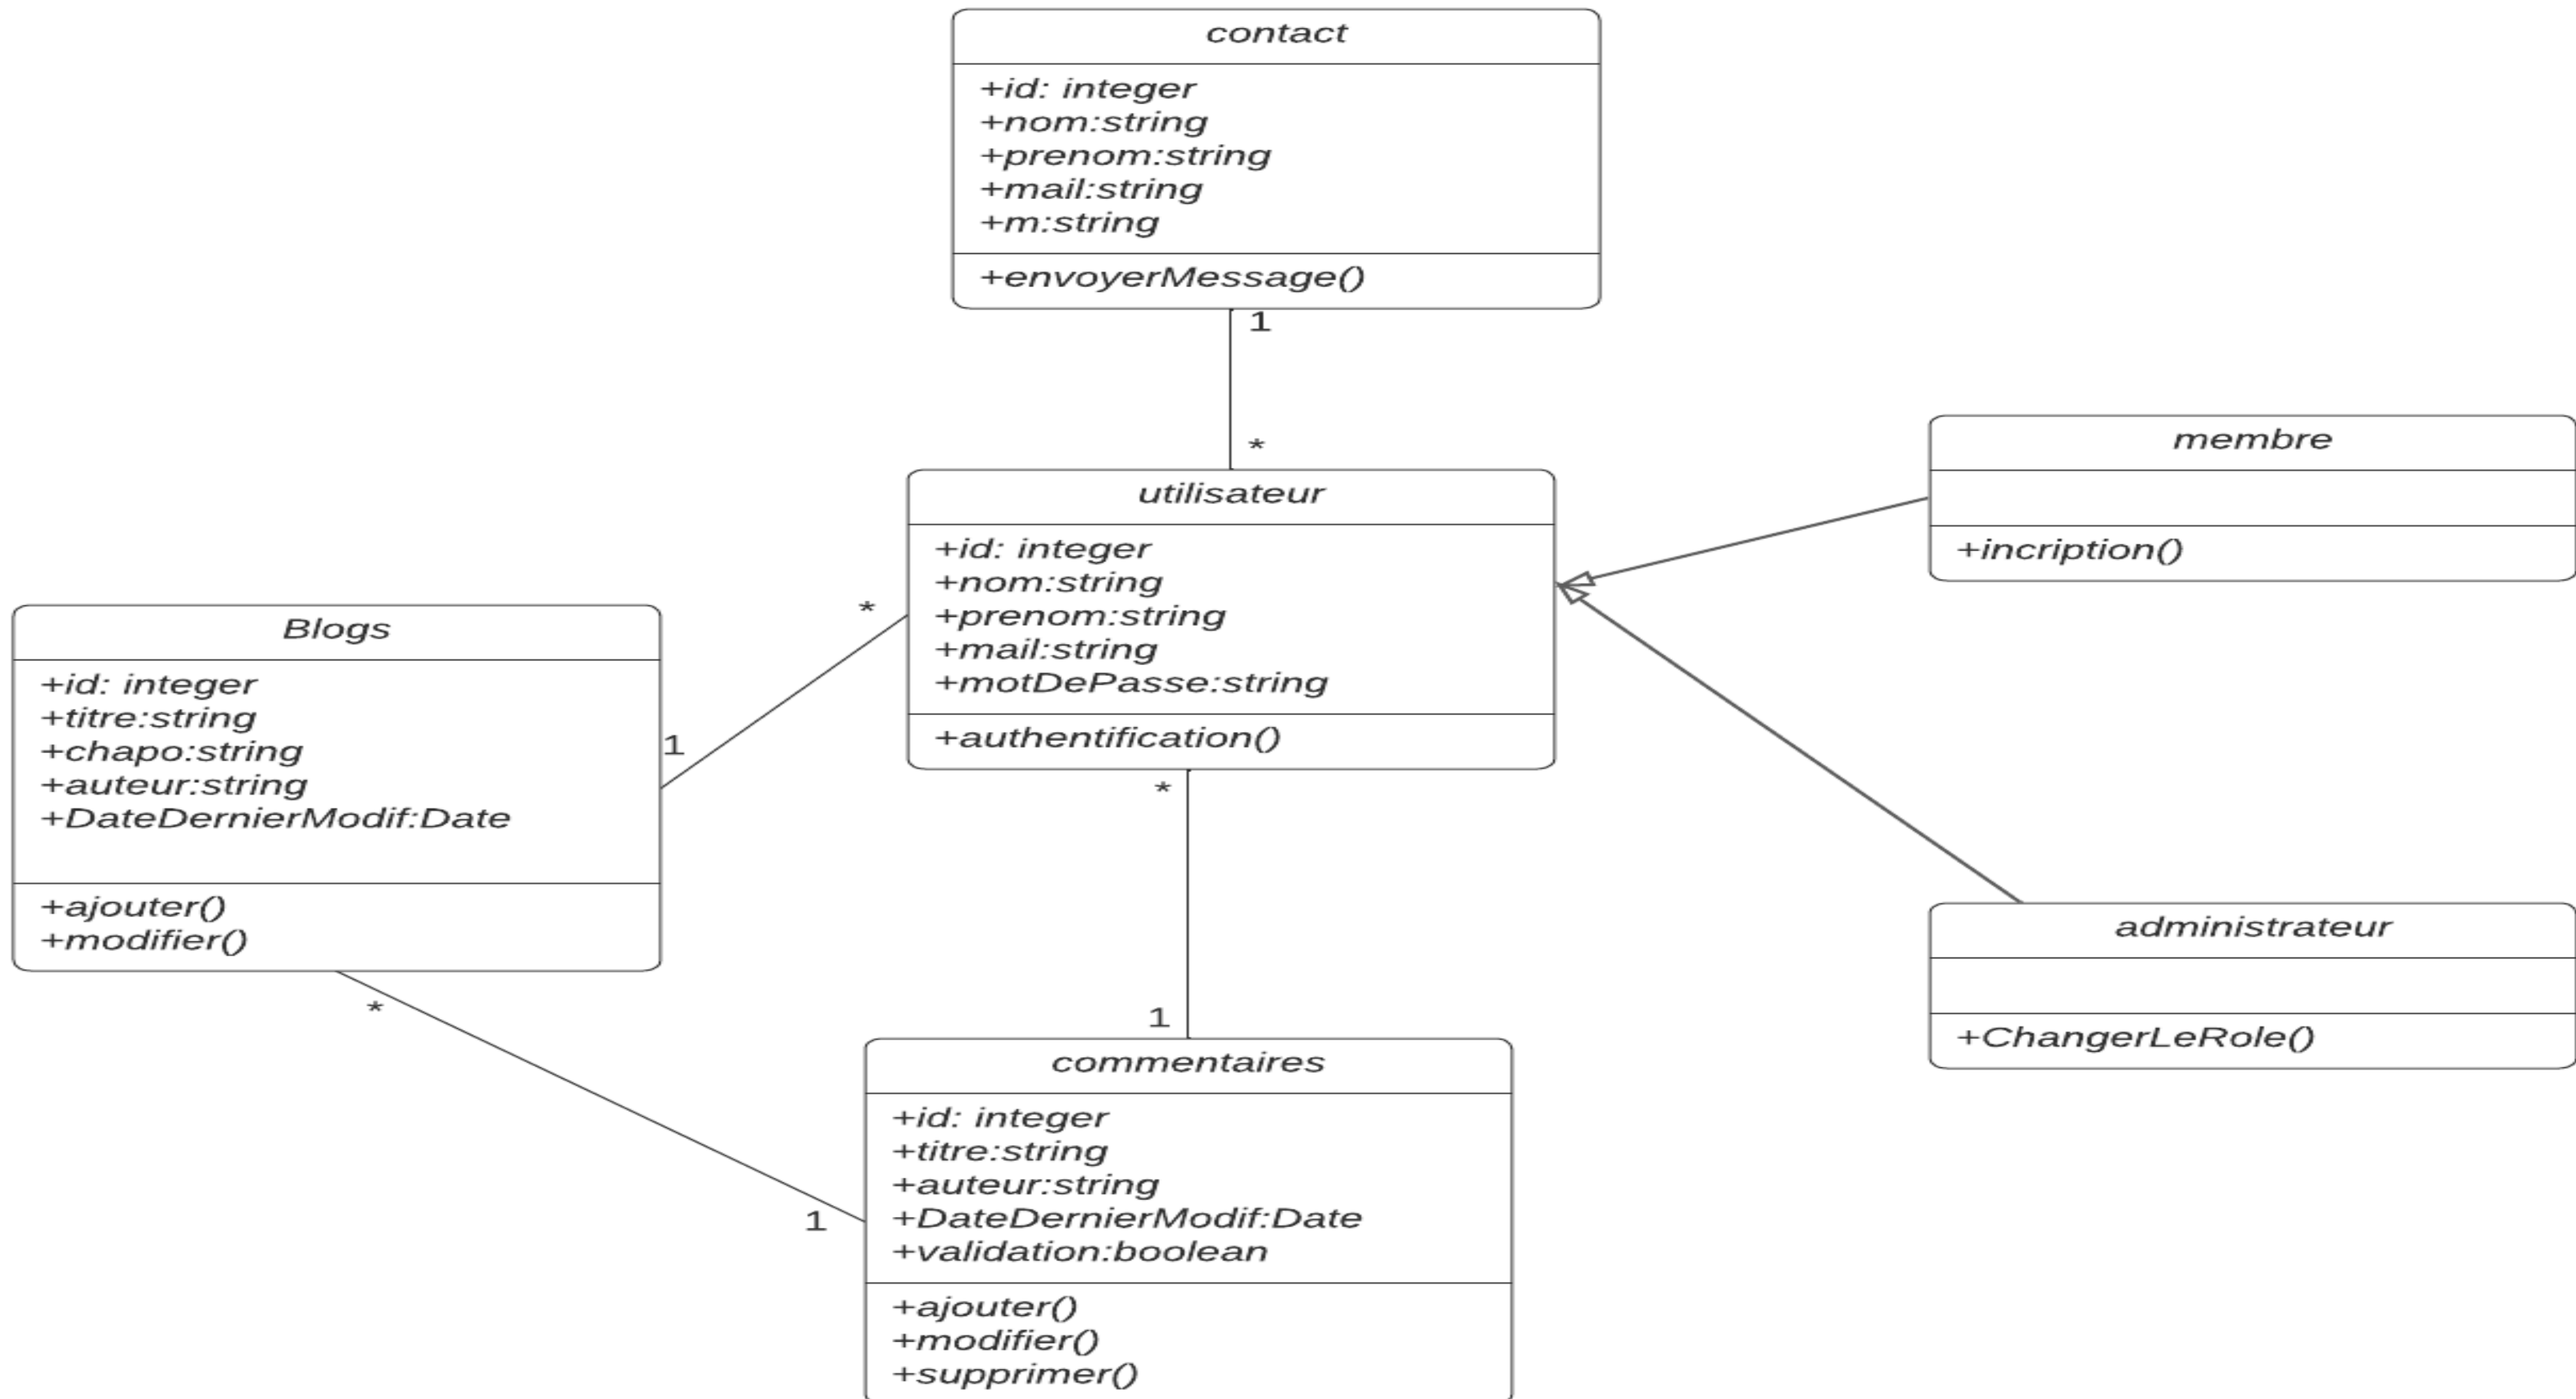 contact
+id: integer
+nom:string
+prenom:string
+mail:string
+m:string
+envoyerMessage()
1
*
utilisateur
+id: integer
+nom:string
+prenom:string
+mail:string
+motDePasse:string
+authentification()
membre
+incription()
*
1
Blogs
+id: integer
+titre:string
+chapo:string
+auteur:string
+DateDernierModif:Date
+ajouter()
+modifier()
*
1
administrateur
+ChangerLeRole()
*
1
commentaires
+id: integer
+titre:string
+auteur:string
+DateDernierModif:Date
+validation:boolean
+ajouter()
+modifier()
+supprimer()